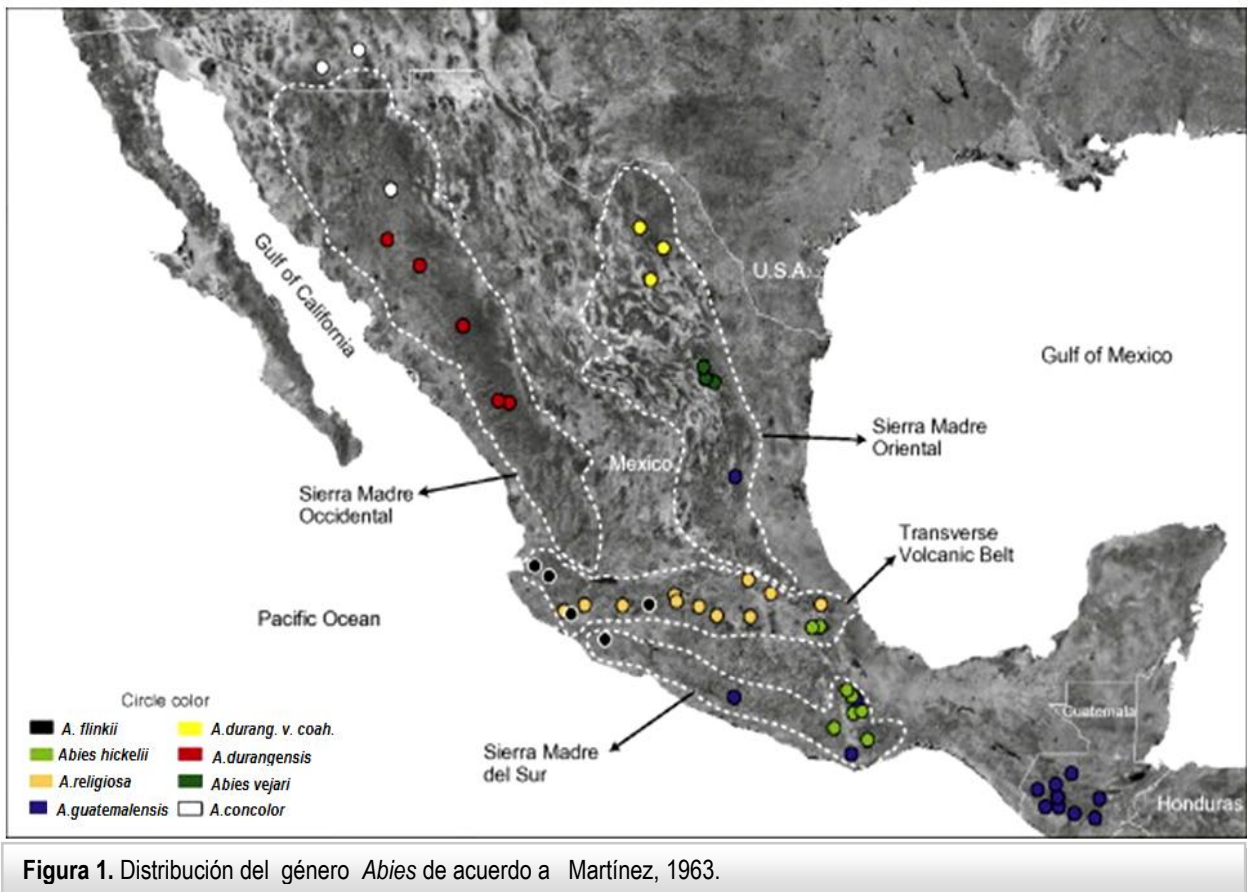 Gulf of California
U.S.A.
Gulf of Mexico
Sierra Madre
Oriental
Mexico
Sierra Madre
Occidental
Transverse
Volcanic Belt
Pacific Ocean
Circle color
A. flinkii
A.durang. v. coah.
Abies hickelii
A.durangensis
A.religiosa
Abies vejari
A.guatemalensis
A.concolor
Sierra Madre
del Sur
Guatemala
Honduras
Figura 1. Distribución del género Abies de acuerdo a Martínez, 1963.